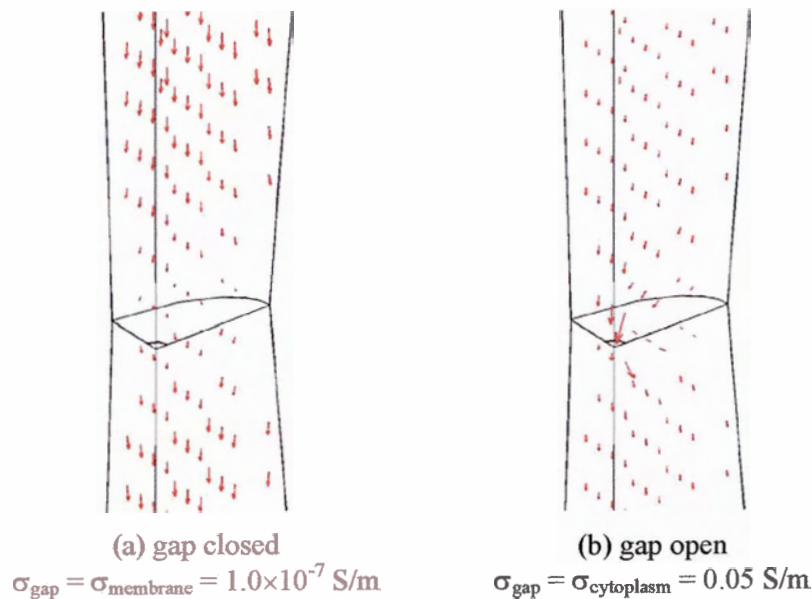 (a) gap closed
σgap = σmembrane = 1.0×10⁻⁷ S/m
(b) gap open
σgap = σcytoplasm = 0.05 S/m